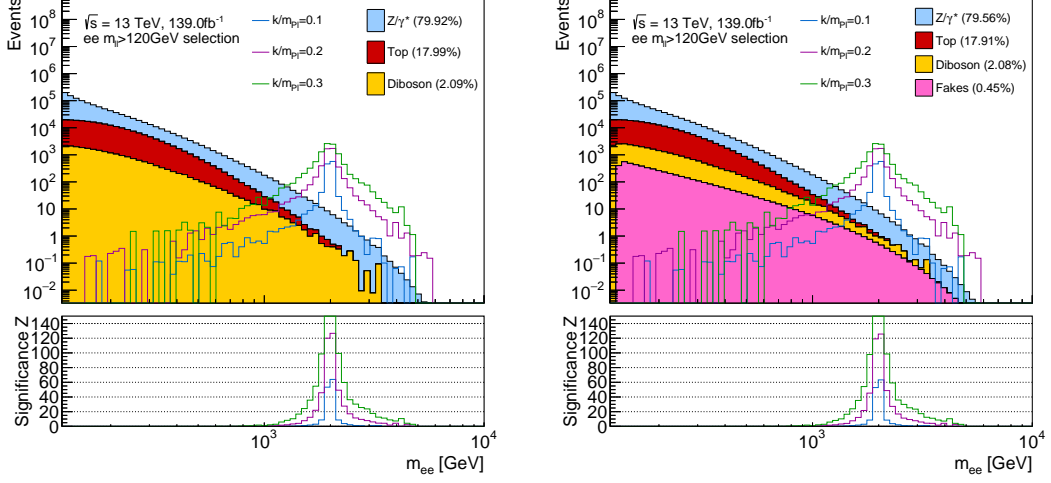 Events
10⁸
10⁷
10⁶
10⁵
10⁴
10³
10²
10
1
10⁻¹
10⁻²
√s = 13 TeV, 139.0fb⁻¹
ee m_ll>120GeV selection
k/m_Pl=0.1
k/m_Pl=0.2
k/m_Pl=0.3
Z/γ* (79.92%)
Top (17.99%)
Diboson (2.09%)
Significance Z
140
120
100
80
60
40
20
0
10³
10⁴
m_ee [GeV]
Events
10⁸
10⁷
10⁶
10⁵
10⁴
10³
10²
10
1
10⁻¹
10⁻²
√s = 13 TeV, 139.0fb⁻¹
ee m_ll>120GeV selection
k/m_Pl=0.1
k/m_Pl=0.2
k/m_Pl=0.3
Z/γ* (79.56%)
Top (17.91%)
Diboson (2.08%)
Fakes (0.45%)
Significance Z
140
120
100
80
60
40
20
0
10³
10⁴
m_ee [GeV]